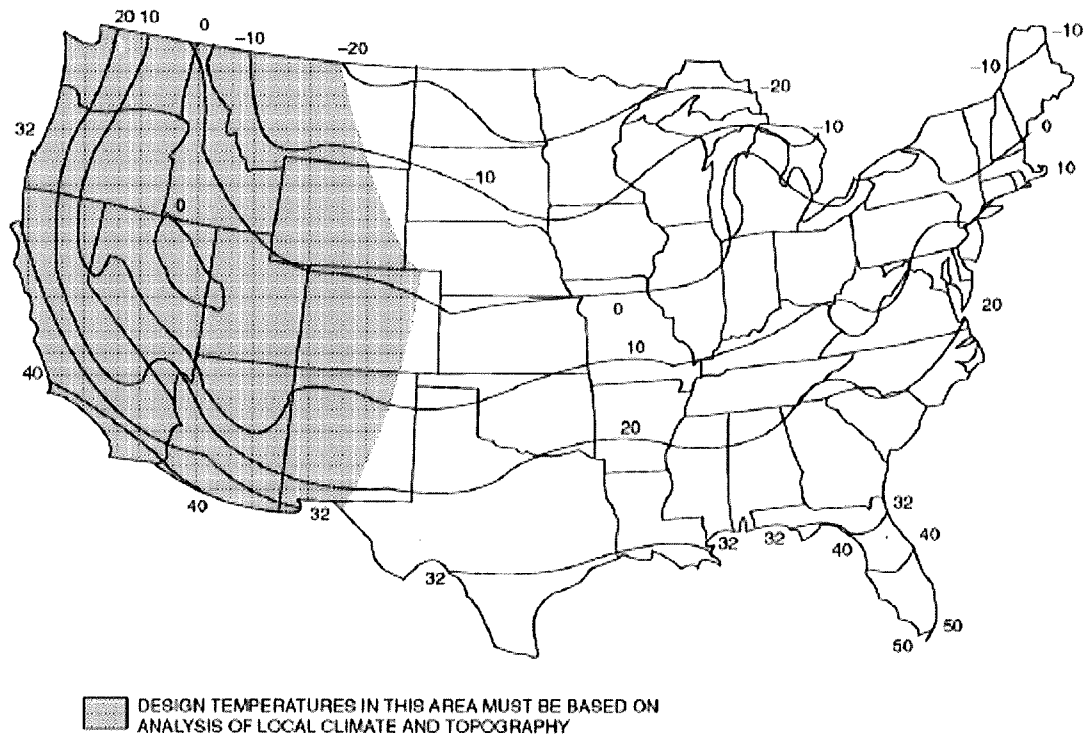 20 10 0 -10 -20 -10
-20 -10
32 -10 0
-10 10
0
20
0
10
40 20
40 32 32 32 32
40 40
32
50 50
DESIGN TEMPERATURES IN THIS AREA MUST BE BASED ON
ANALYSIS OF LOCAL CLIMATE AND TOPOGRAPHY